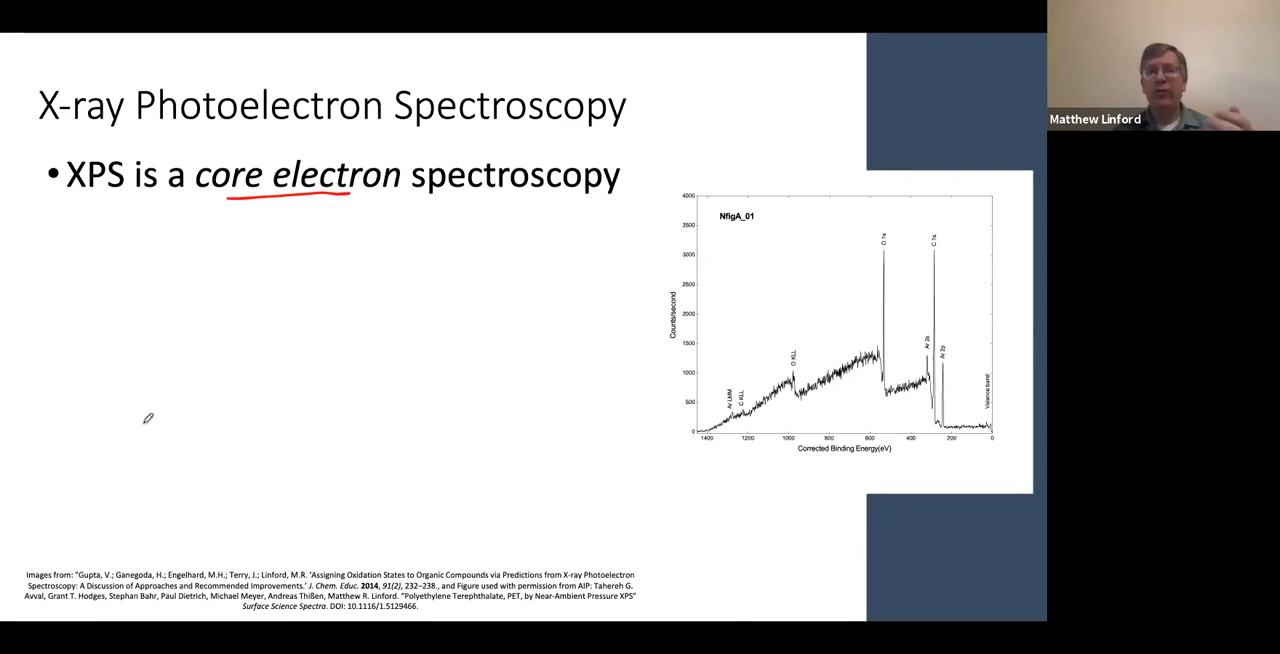 X-ray Photoelectron Spectroscopy
• XPS is a core electron spectroscopy
Matthew Linford
NfigA_01
4000
3500
3000
2500
2000
1500
1000
500
0
Counts/second
Ar LMM
C KLL
O KLL
O 1s
Ar 2s
C 1s
Ar 2p
Valence band
1400 1200 1000 800 600 400 200 0
Corrected Binding Energy(eV)
Images from: "Gupta, V.; Ganegoda, H.; Engelhard, M.H.; Terry, J.; Linford, M.R. 'Assigning Oxidation States to Organic Compounds via Predictions from X-ray Photoelectron
Spectroscopy: A Discussion of Approaches and Recommended Improvements.' J. Chem. Educ. 2014, 91(2), 232–238., and Figure used with permission from AIP: Tahereh G.
Avval, Grant T. Hodges, Stephan Bahr, Paul Dietrich, Michael Meyer, Andreas Thißen, Matthew R. Linford. "Polyethylene Terephthalate, PET, by Near-Ambient Pressure XPS"
Surface Science Spectra. DOI: 10.1116/1.5129466.